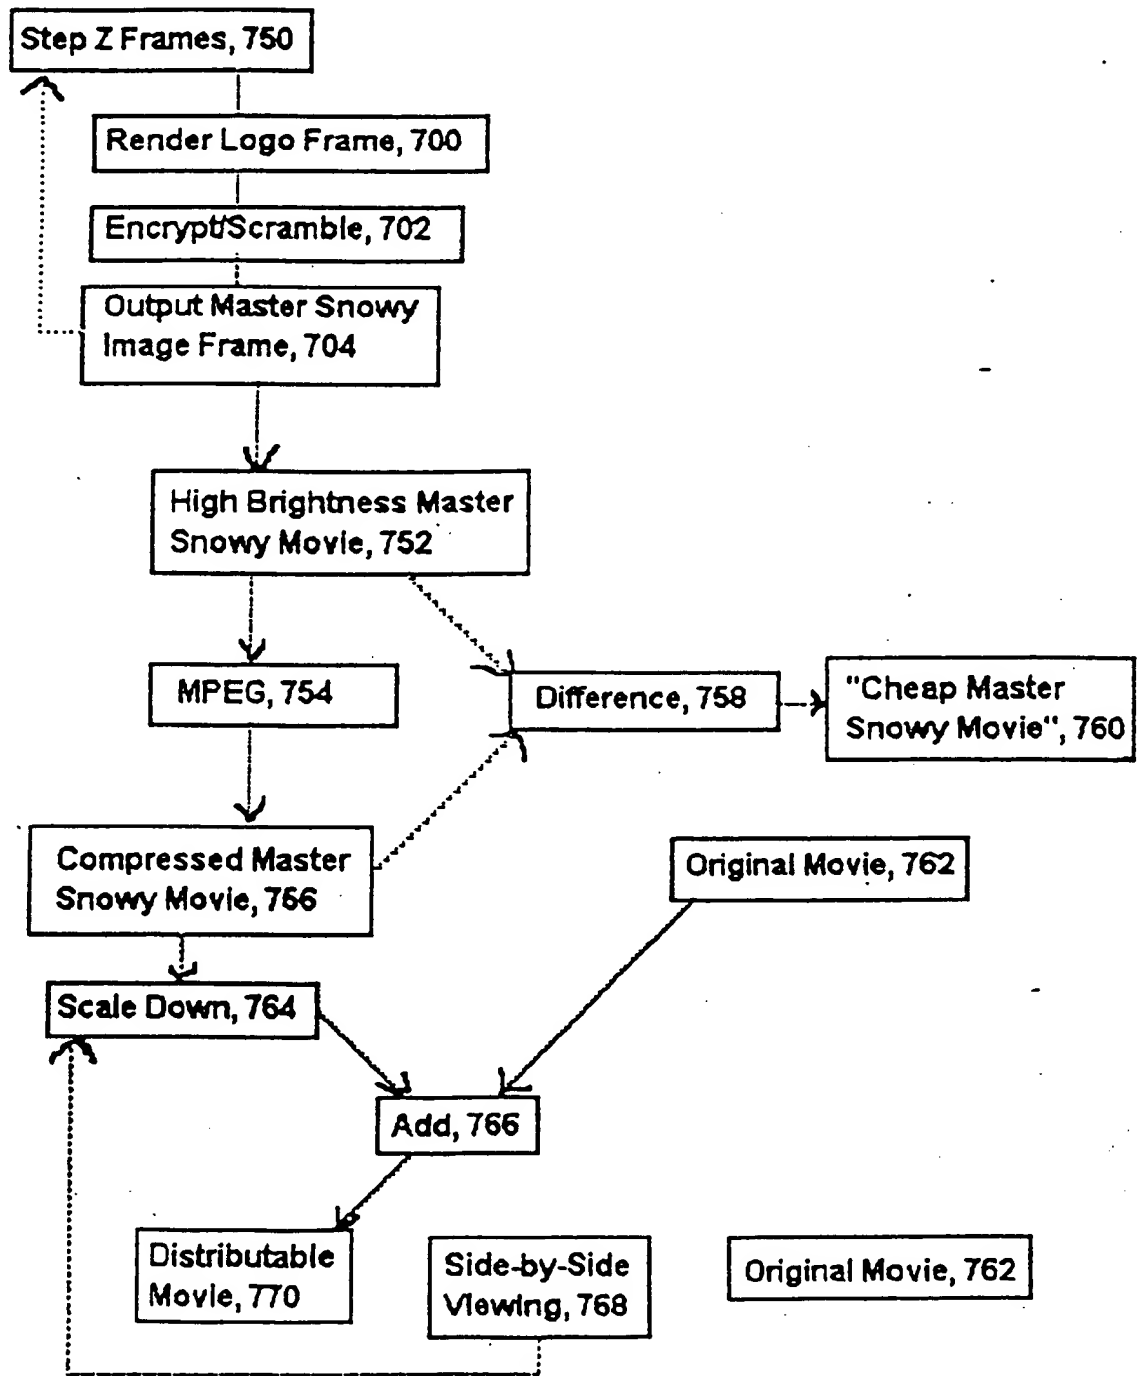 Step Z Frames, 750
Render Logo Frame, 700
Encrypt/Scramble, 702
Output Master Snowy
Image Frame, 704
High Brightness Master
Snowy Movie, 752
MPEG, 754
Difference, 758
"Cheap Master
Snowy Movie", 760
Compressed Master
Snowy Movie, 756
Original Movie, 762
Scale Down, 764
Add, 766
Distributable
Movie, 770
Side-by-Side
Viewing, 768
Original Movie, 762